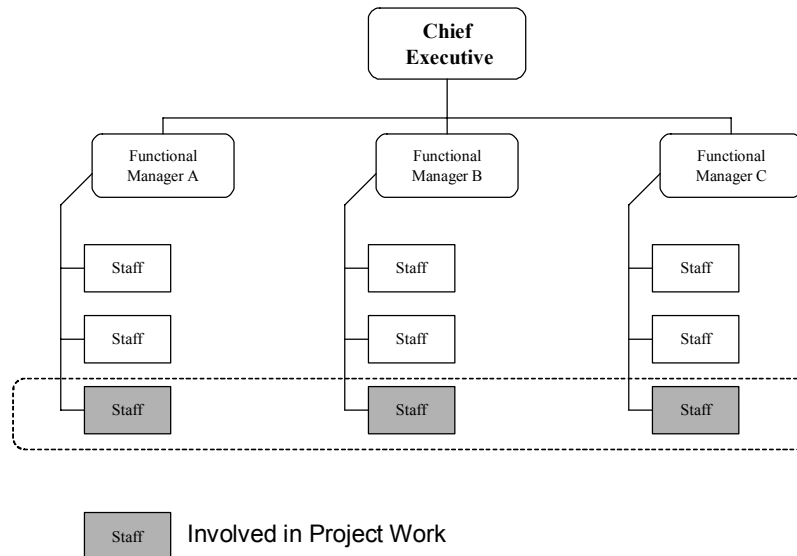 Chief
Executive
Functional
Manager A
Functional
Manager B
Functional
Manager C
Staff
Staff
Staff
Staff
Staff
Staff
Staff
Staff
Staff
Staff
Involved in Project Work